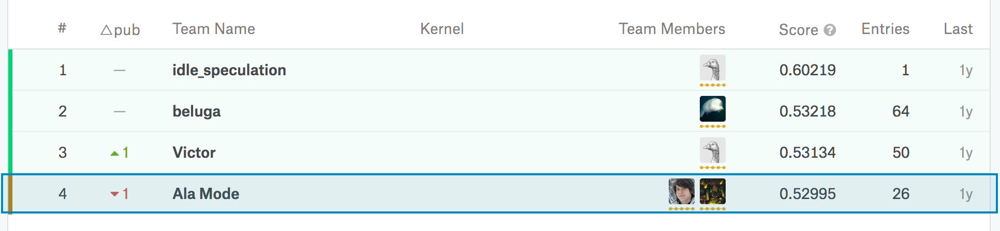 # △pub Team Name Kernel Team Members Score ? Entries Last
1 — idle_speculation 0.60219 1 1y
2 — beluga 0.53218 64 1y
3 ▲1 Victor 0.53134 50 1y
4 ▼1 Ala Mode 0.52995 26 1y